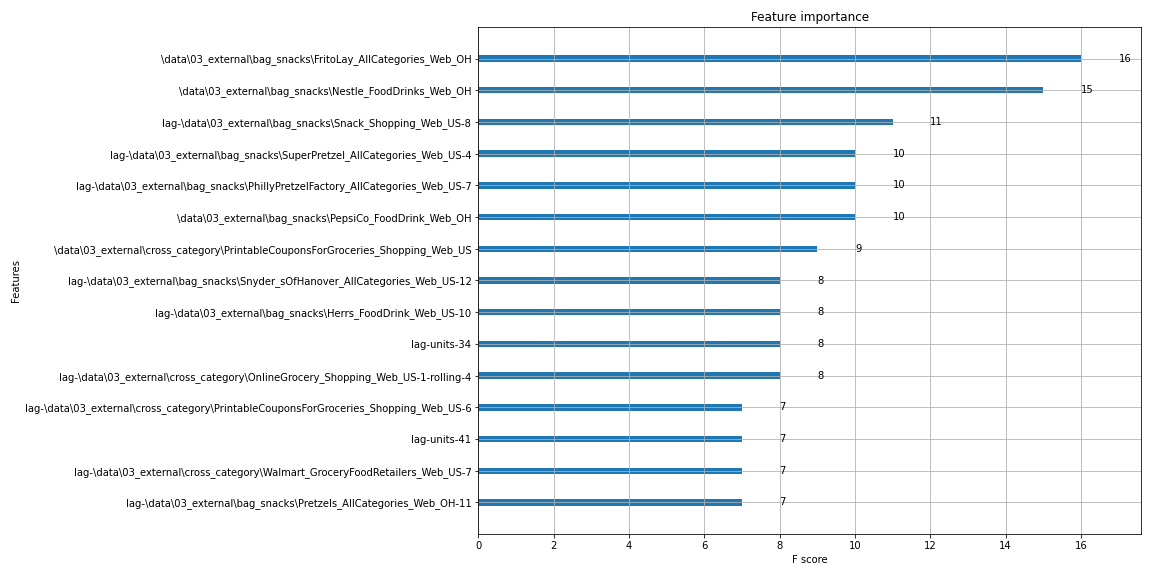 Feature importance
\data\03_external\bag_snacks\FritoLay_AllCategories_Web_OH 16
\data\03_external\bag_snacks\Nestle_FoodDrinks_Web_OH 15
lag-\data\03_external\bag_snacks\Snack_Shopping_Web_US-8 11
lag-\data\03_external\bag_snacks\SuperPretzel_AllCategories_Web_US-4 10
lag-\data\03_external\bag_snacks\PhillyPretzelFactory_AllCategories_Web_US-7 10
\data\03_external\bag_snacks\PepsiCo_FoodDrink_Web_OH 10
\data\03_external\cross_category\PrintableCouponsForGroceries_Shopping_Web_US 9
lag-\data\03_external\bag_snacks\Snyder_sOfHanover_AllCategories_Web_US-12 8
lag-\data\03_external\bag_snacks\Herrs_FoodDrink_Web_US-10 8
lag-units-34 8
lag-\data\03_external\cross_category\OnlineGrocery_Shopping_Web_US-1-rolling-4 8
lag-\data\03_external\cross_category\PrintableCouponsForGroceries_Shopping_Web_US-6 7
lag-units-41 7
lag-\data\03_external\cross_category\Walmart_GroceryFoodRetailers_Web_US-7 7
lag-\data\03_external\bag_snacks\Pretzels_AllCategories_Web_OH-11 7
Features
0 2 4 6 8 10 12 14 16
F score